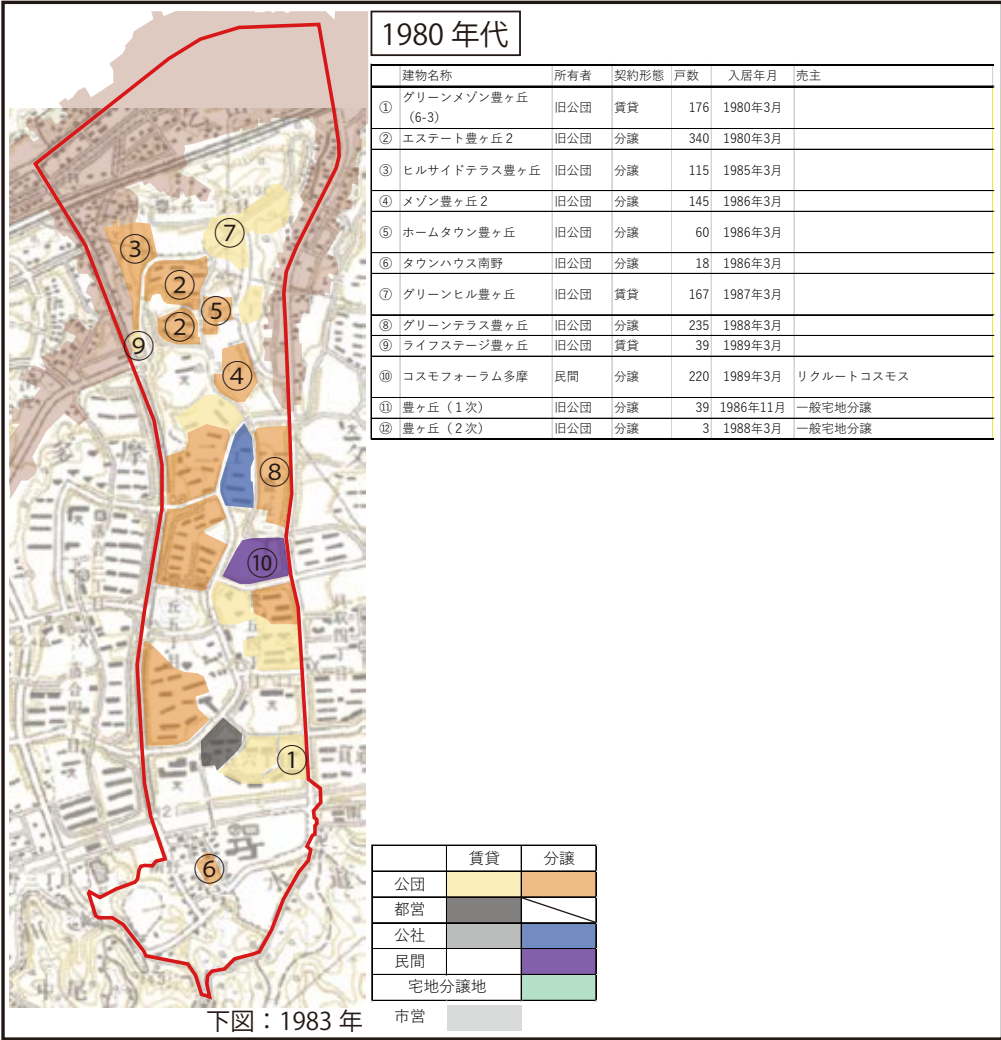 1980 年代
建物名称 所有者 契約形態 戸数 入居年月 売主
① グリーンメゾン豊ヶ丘
(6-3) 旧公団 賃貸 176 1980年3月
② エステート豊ヶ丘2 旧公団 分譲 340 1980年3月
③ ヒルサイドテラス豊ヶ丘 旧公団 分譲 115 1985年3月
④ メゾン豊ヶ丘2 旧公団 分譲 145 1986年3月
⑤ ホームタウン豊ヶ丘 旧公団 分譲 60 1986年3月
⑥ タウンハウス南野 旧公団 分譲 18 1986年3月
⑦ グリーンヒル豊ヶ丘 旧公団 賃貸 167 1987年3月
⑧ グリーンテラス豊ヶ丘 旧公団 分譲 235 1988年3月
⑨ ライフステージ豊ヶ丘 旧公団 賃貸 39 1989年3月
⑩ コスモフォーラム多摩 民間 分譲 220 1989年3月 リクルートコスモス
⑪ 豊ヶ丘(1次) 旧公団 分譲 39 1986年11月 一般宅地分譲
⑫ 豊ヶ丘(2次) 旧公団 分譲 3 1988年3月 一般宅地分譲
⑦
③
②
⑤
②
⑨
④
多摩
⑧
⑩
①
⑥
賃貸 分譲
公団
都営
公社
民間
宅地分譲地
市営
下図:1983 年